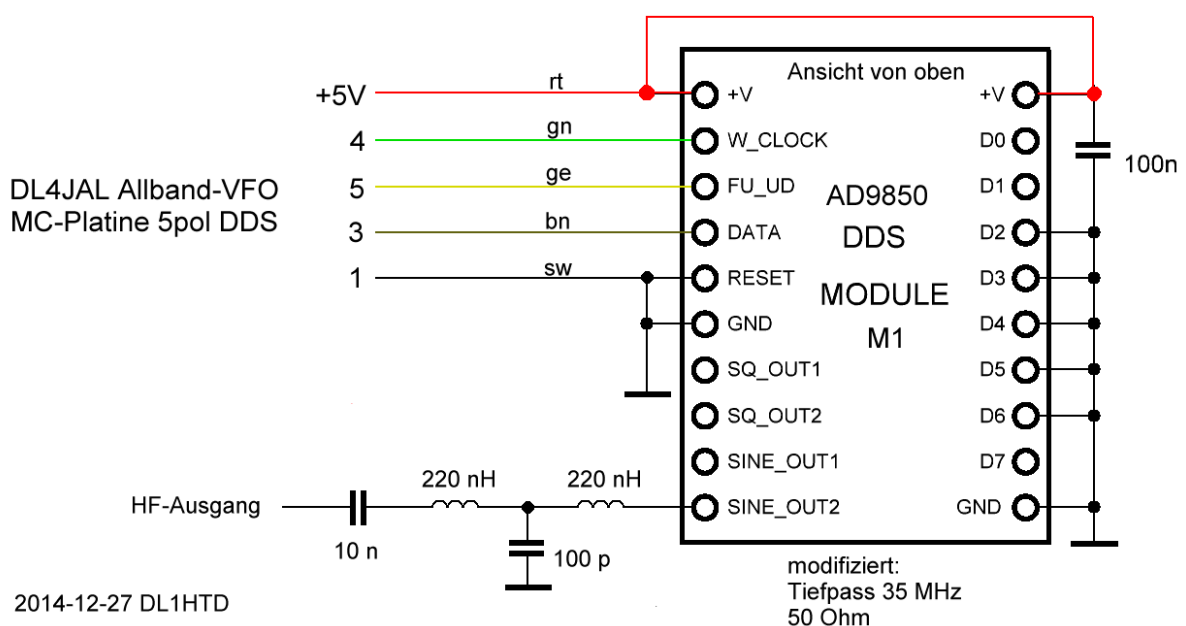 Ansicht von oben
+5V
rt
+V
+V
4
gn
W_CLOCK
D0
100n
DL4JAL Allband-VFO
MC-Platine 5pol DDS
5
ge
FU_UD
D1
AD9850
DDS
3
bn
DATA
D2
1
sw
RESET
D3
MODULE
M1
GND
D4
SQ_OUT1
D5
SQ_OUT2
D6
SINE_OUT1
D7
HF-Ausgang
10 n
220 nH
220 nH
100 p
SINE_OUT2
GND
modifiziert:
Tiefpass 35 MHz
50 Ohm
2014-12-27 DL1HTD